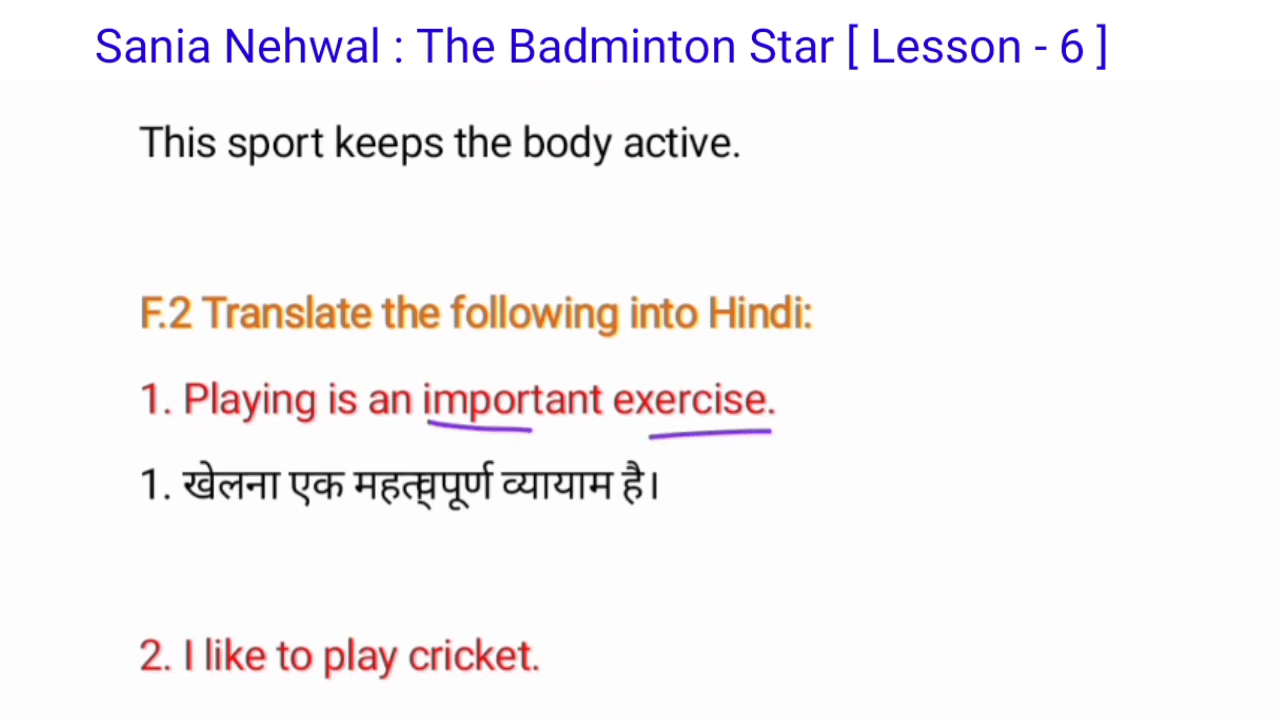 Sania Nehwal : The Badminton Star [ Lesson - 6 ]
This sport keeps the body active.
F.2 Translate the following into Hindi:
1. Playing is an important exercise.
1. खेलना एक महत्वपूर्ण व्यायाम है।
2. I like to play cricket.